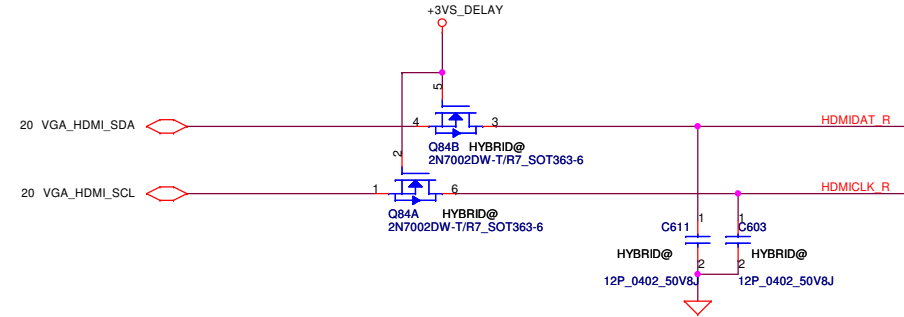 +3VS_DELAY
5
20 VGA_HDMI_SDA
4
3
HDMIDAT_R
Q84B HYBRID@
2N7002DW-T/R7_SOT363-6
2
20 VGA_HDMI_SCL
1
6
HDMICLK_R
Q84A HYBRID@
2N7002DW-T/R7_SOT363-6
1
1
C611
C603
HYBRID@
HYBRID@
2
2
12P_0402_50V8J
12P_0402_50V8J